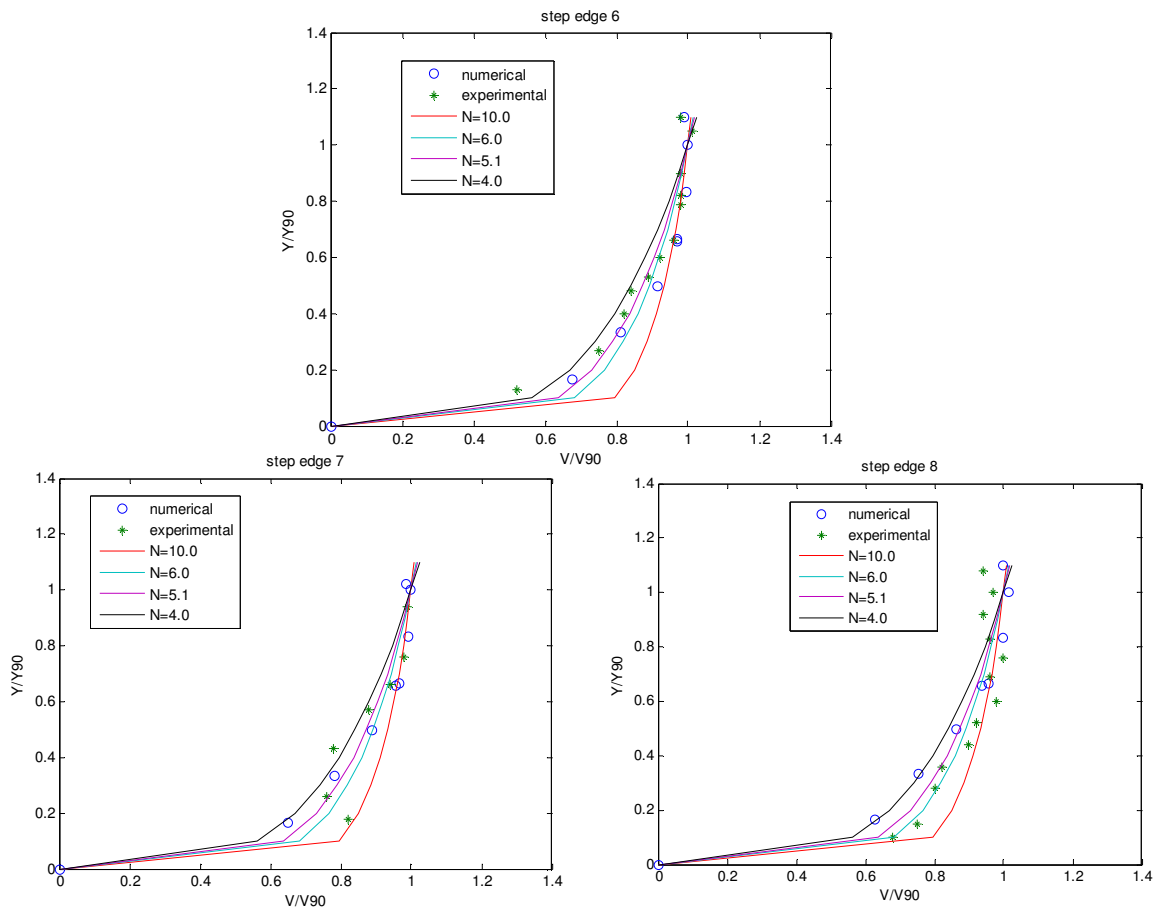 step edge 6
1.4
1.2
1
0.8
0.6
0.4
0.2
0
Y/Y90
numerical
experimental
N=10.0
N=6.0
N=5.1
N=4.0
0 0.2 0.4 0.6 0.8 1 1.2 1.4
V/V90
step edge 7
1.4
1.2
1
0.8
0.6
0.4
0.2
0
Y/Y90
numerical
experimental
N=10.0
N=6.0
N=5.1
N=4.0
0 0.2 0.4 0.6 0.8 1 1.2 1.4
V/V90
step edge 8
1.4
1.2
1
0.8
0.6
0.4
0.2
0
Y/Y90
numerical
experimental
N=10.0
N=6.0
N=5.1
N=4.0
0 0.2 0.4 0.6 0.8 1 1.2 1.4
V/V90